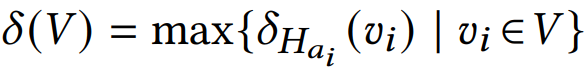 δ(V) = max{δ_{H_{a_i}}(v_i) | v_i ∈ V}